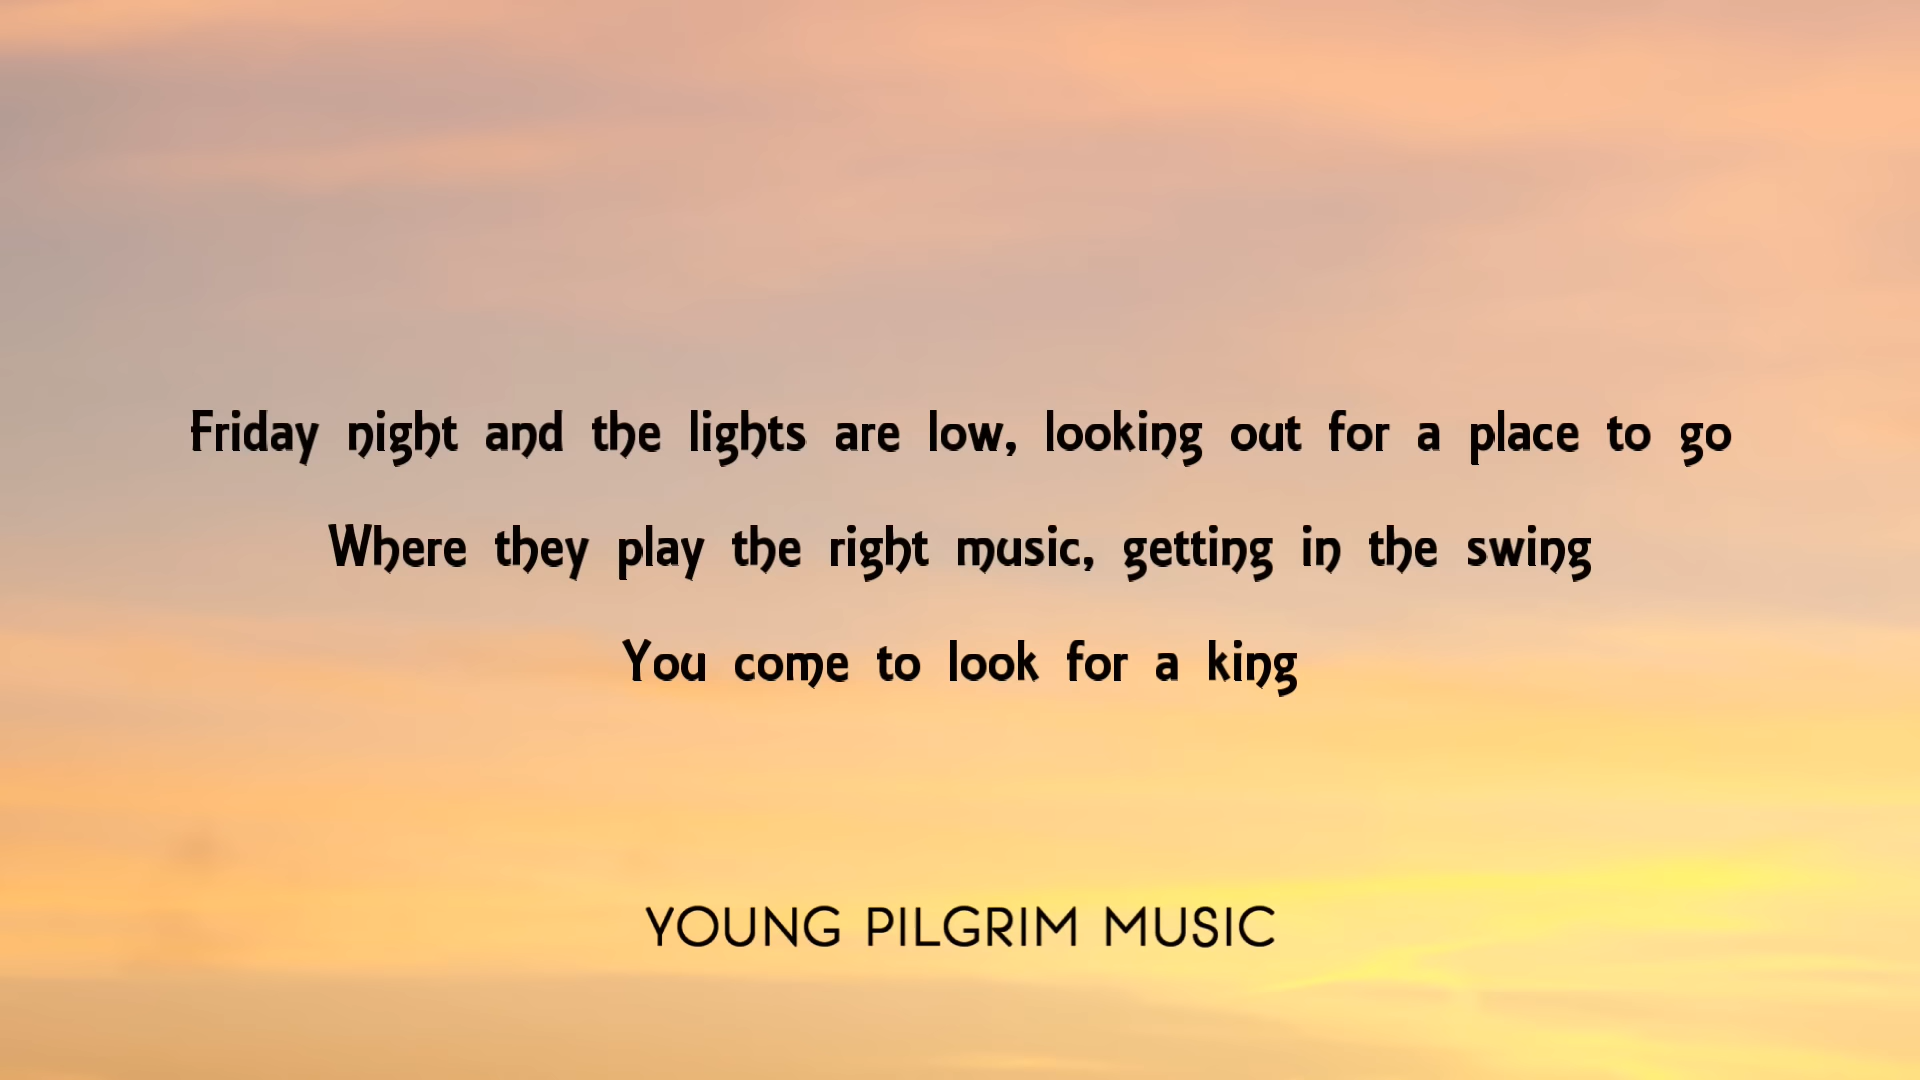 Friday night and the lights are low, looking out for a place to go
Where they play the right music, getting in the swing
You come to look for a king
YOUNG PILGRIM MUSIC